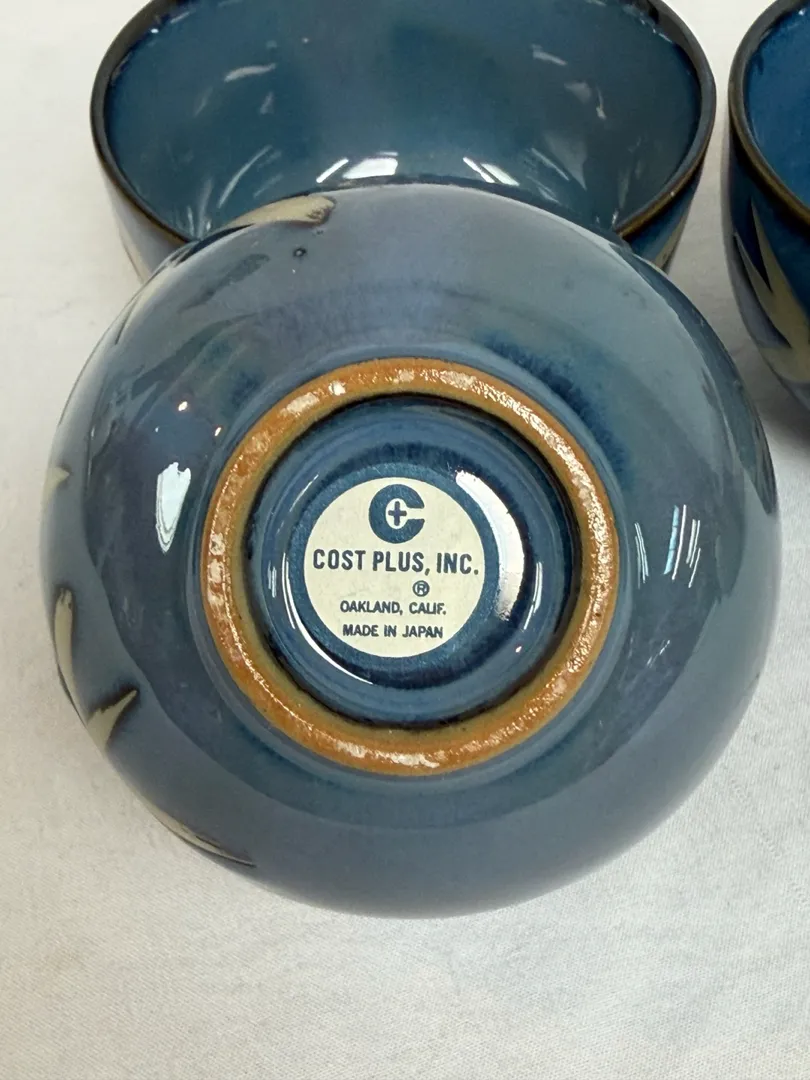 C+
COST PLUS, INC.
®
OAKLAND, CALIF.
MADE IN JAPAN